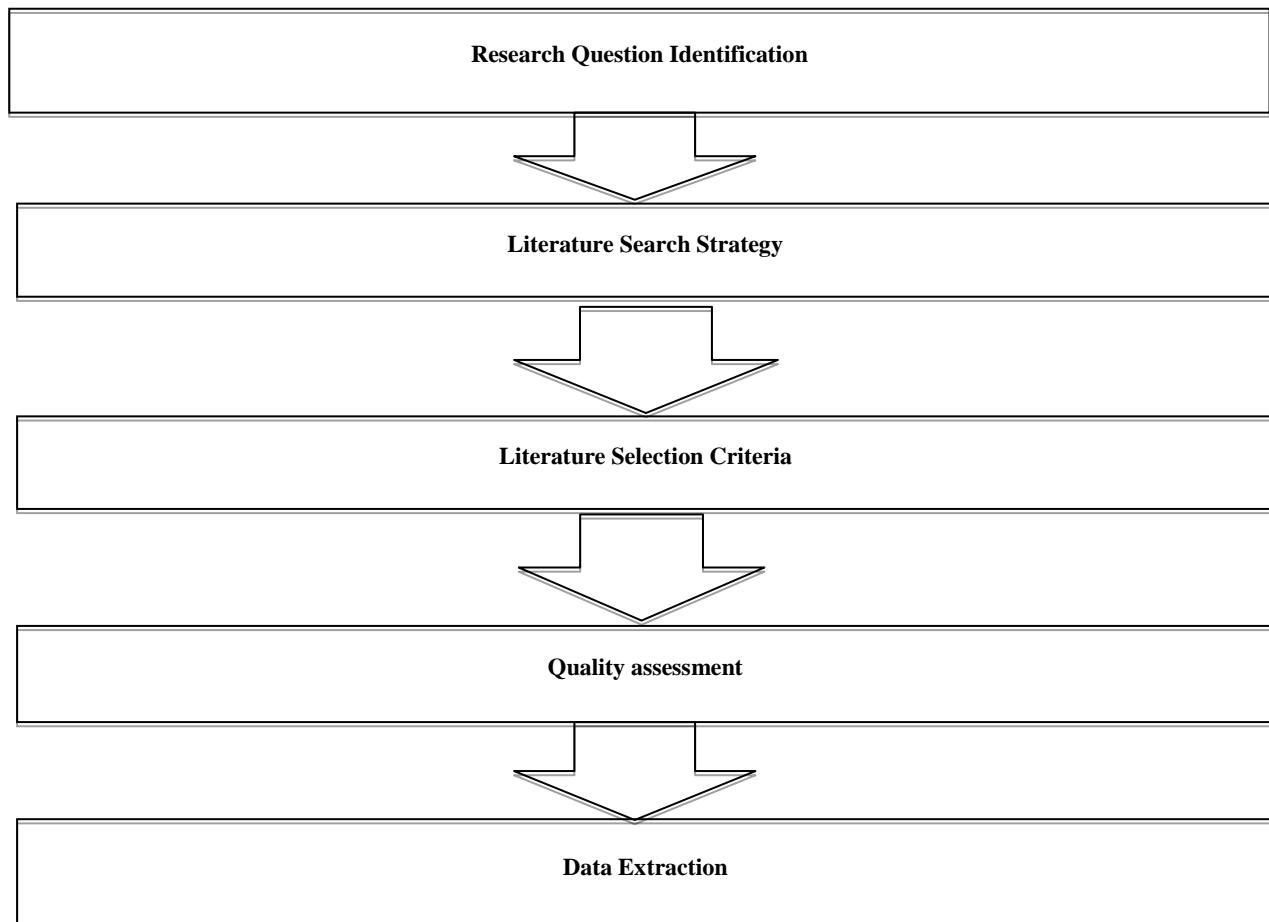 Research Question Identification
Literature Search Strategy
Literature Selection Criteria
Quality assessment
Data Extraction